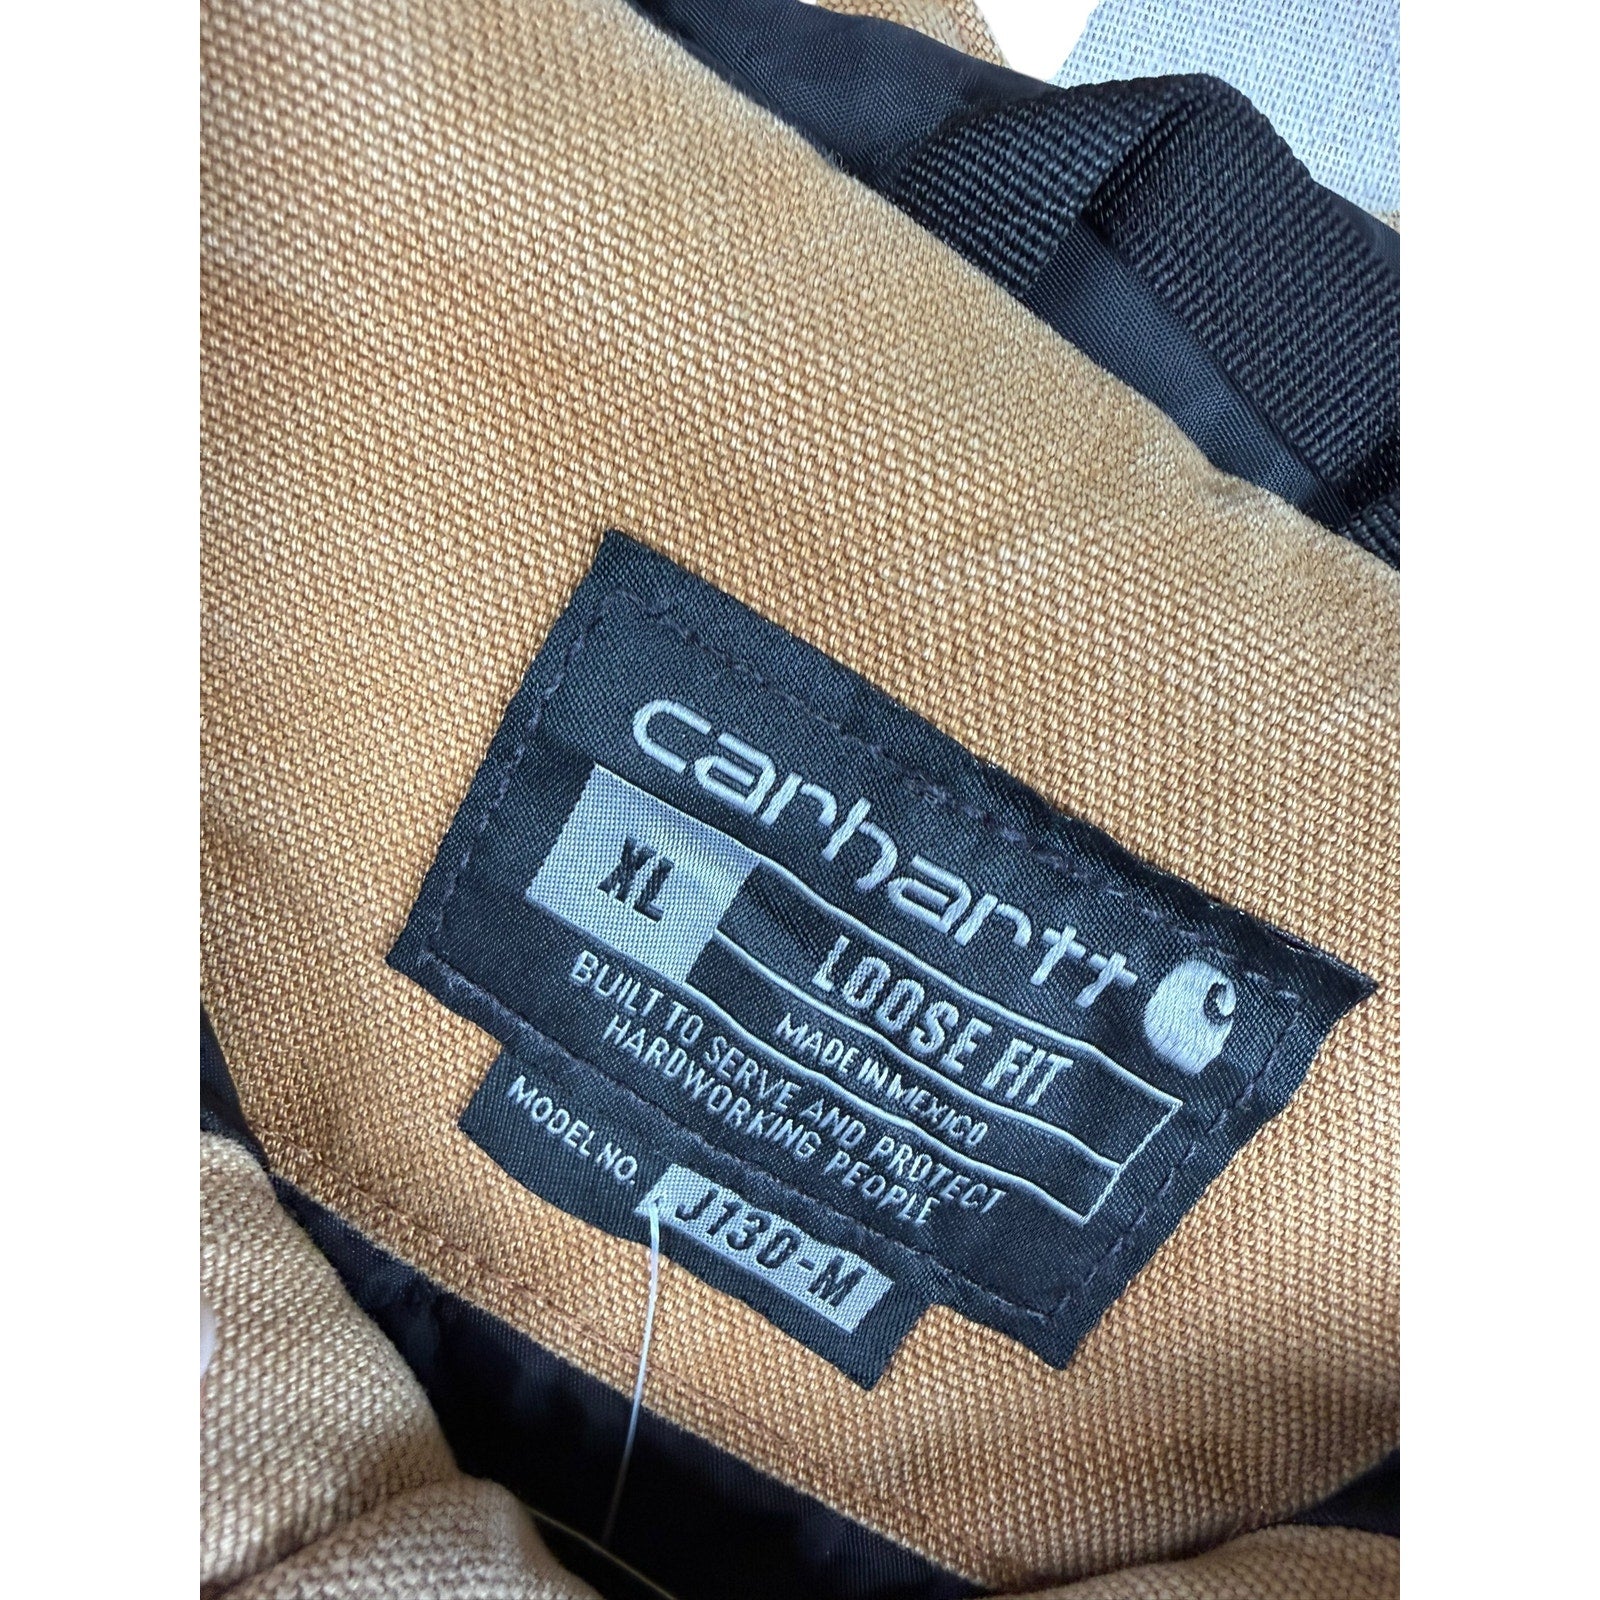 carhartt
XL
LOOSE FIT
MADE IN MEXICO
BUILT TO SERVE AND PROTECT
HARDWORKING PEOPLE
MODEL NO. J130-M